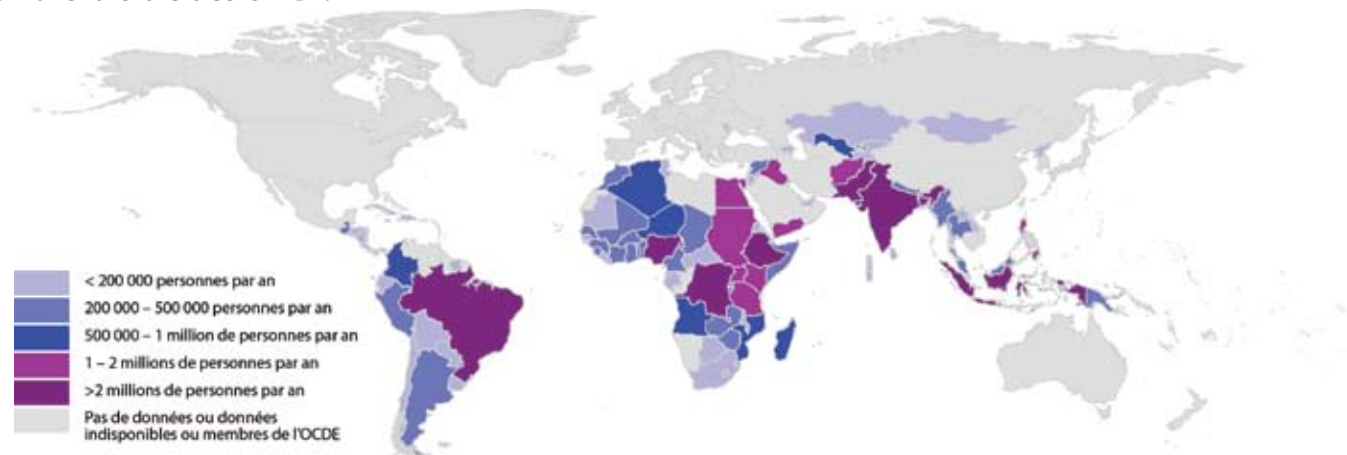 < 200 000 personnes par an
200 000 – 500 000 personnes par an
500 000 – 1 million de personnes par an
1 – 2 millions de personnes par an
>2 millions de personnes par an
Pas de données ou données
indisponibles ou membres de l'OCDE